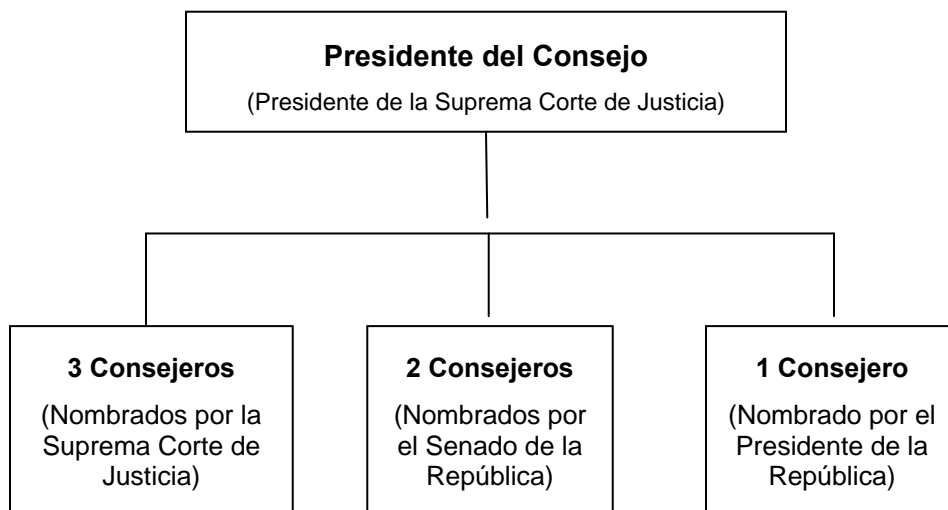 Presidente del Consejo
(Presidente de la Suprema Corte de Justicia)
3 Consejeros
(Nombrados por la
Suprema Corte de
Justicia)
2 Consejeros
(Nombrados por
el Senado de la
República)
1 Consejero
(Nombrado por el
Presidente de la
República)